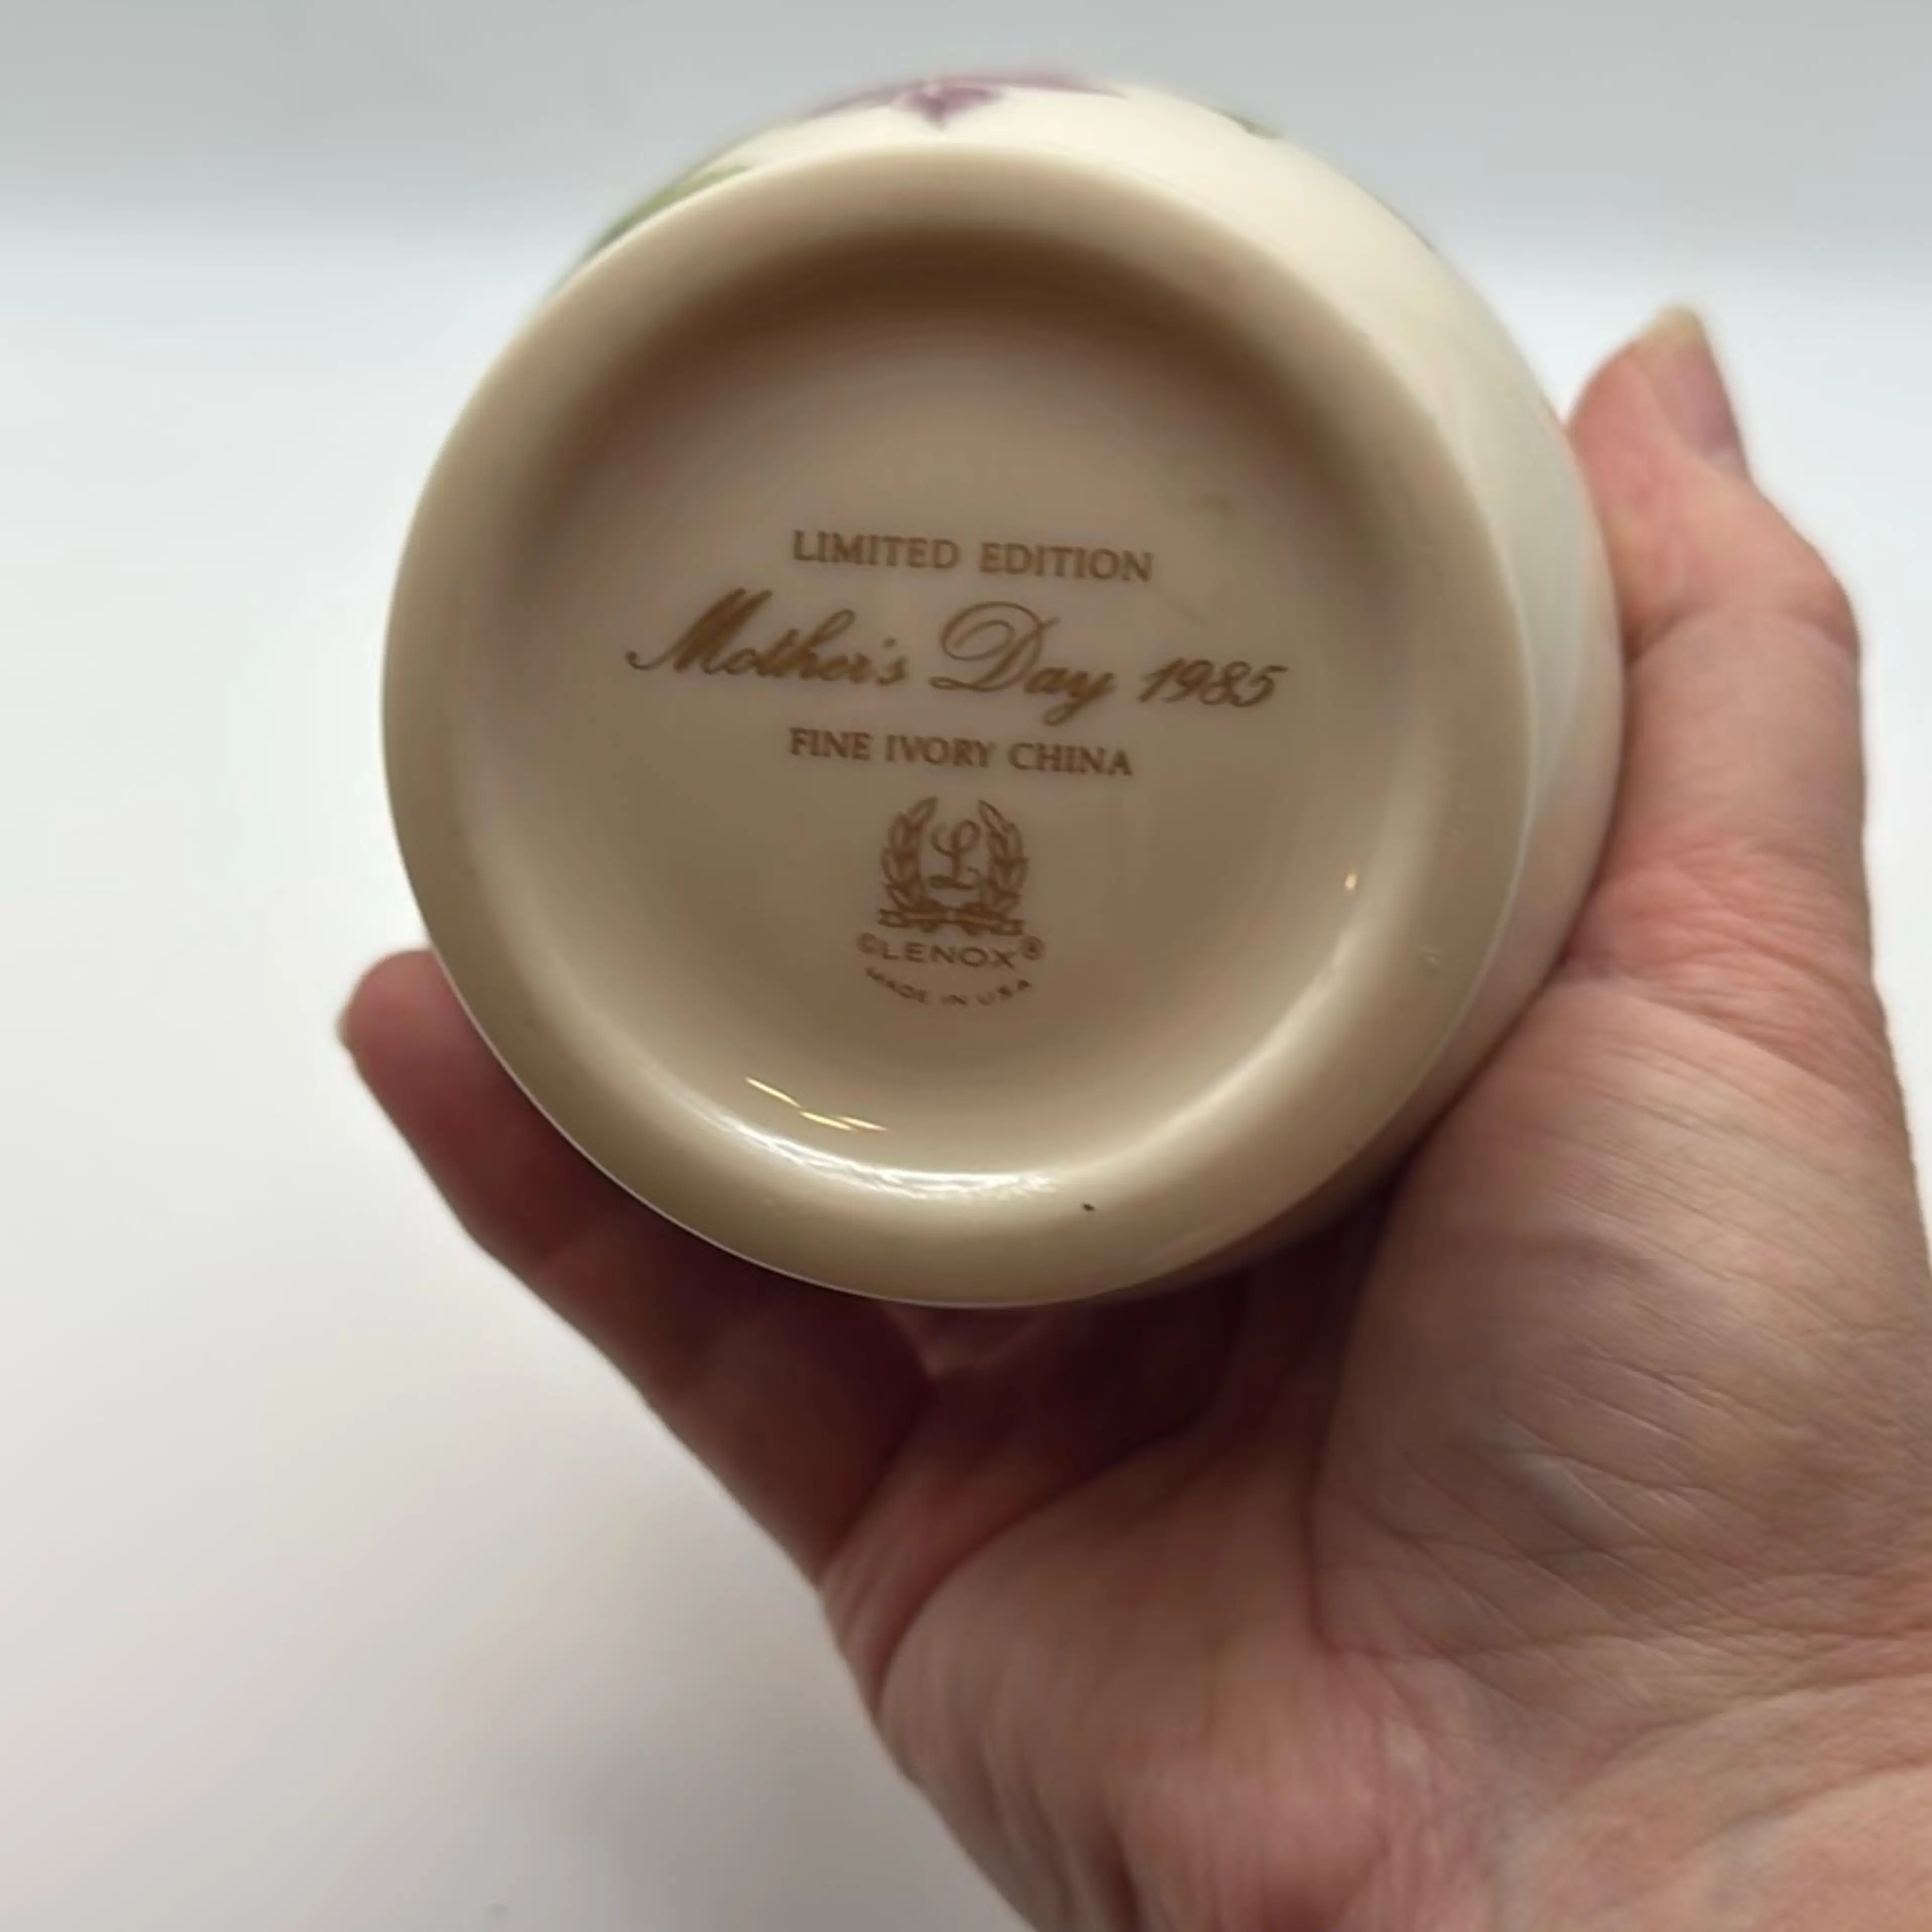 LIMITED EDITION
Mother's Day 1985
FINE IVORY CHINA
L
©LENOX®
MADE IN USA